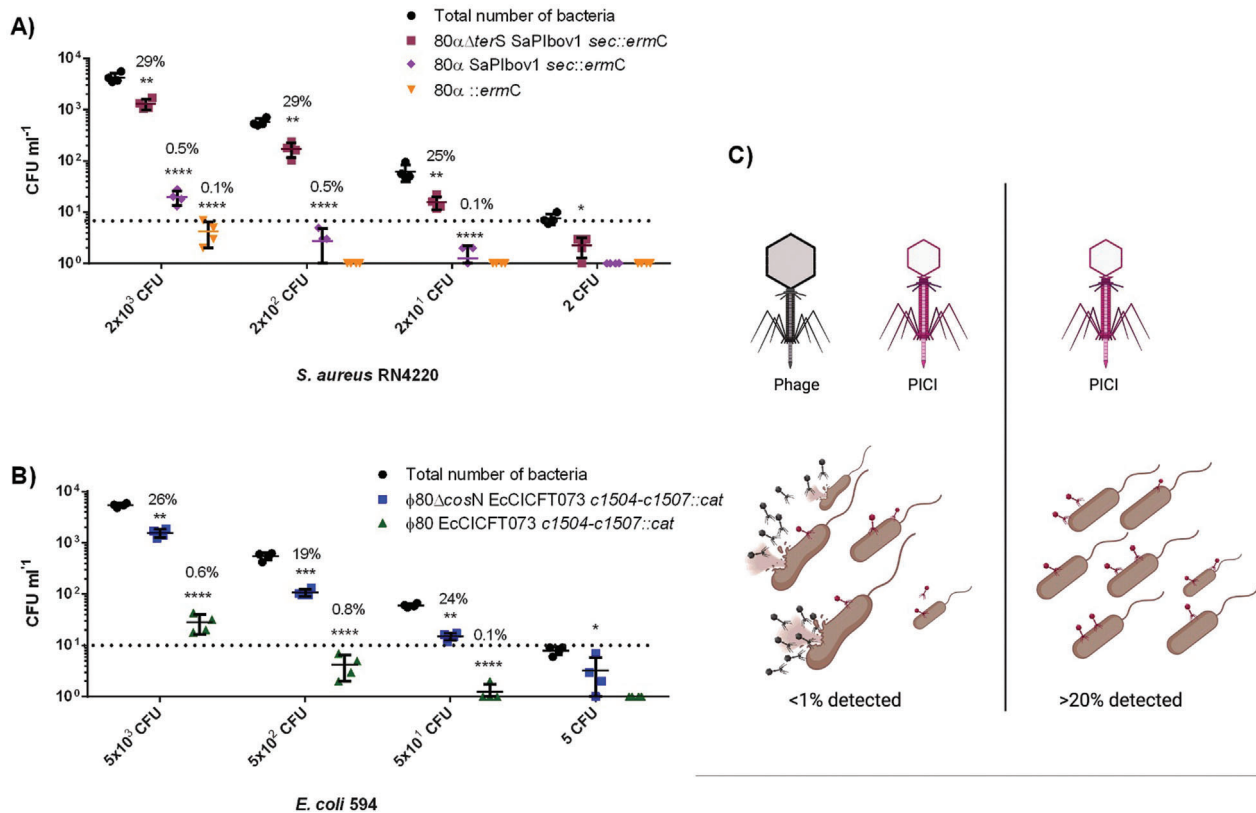 A)
Total number of bacteria
80αΔterS SaPIbov1 sec::ermC
80α SaPIbov1 sec::ermC
80α ::ermC
CFU ml⁻¹
10⁴
10³
10²
10¹
10⁰
29%
**
0.5%
****
0.1%
****
29%
**
0.5%
****
25%
**
0.1%
****
*
2x10³ CFU
2x10² CFU
2x10¹ CFU
2 CFU
S. aureus RN4220
B)
Total number of bacteria
ϕ80ΔcosN EcCICFT073 c1504-c1507::cat
ϕ80 EcCICFT073 c1504-c1507::cat
CFU ml⁻¹
10⁴
10³
10²
10¹
10⁰
26%
**
0.6%
****
19%
***
0.8%
****
24%
**
0.1%
****
*
5x10³ CFU
5x10² CFU
5x10¹ CFU
5 CFU
E. coli 594
C)
Phage
PICI
PICI
<1% detected
>20% detected